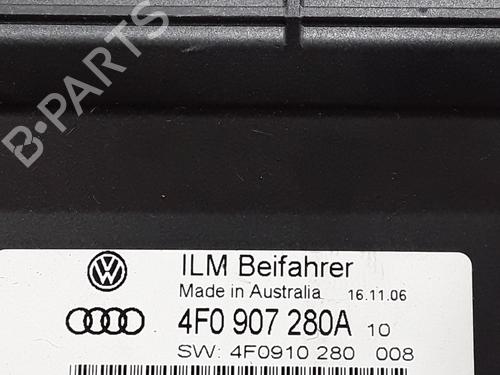 B-PARTS
ILM Beifahrer
Made in Australia 16.11.06
4F0 907 280A 10
SW: 4F0910 280 008